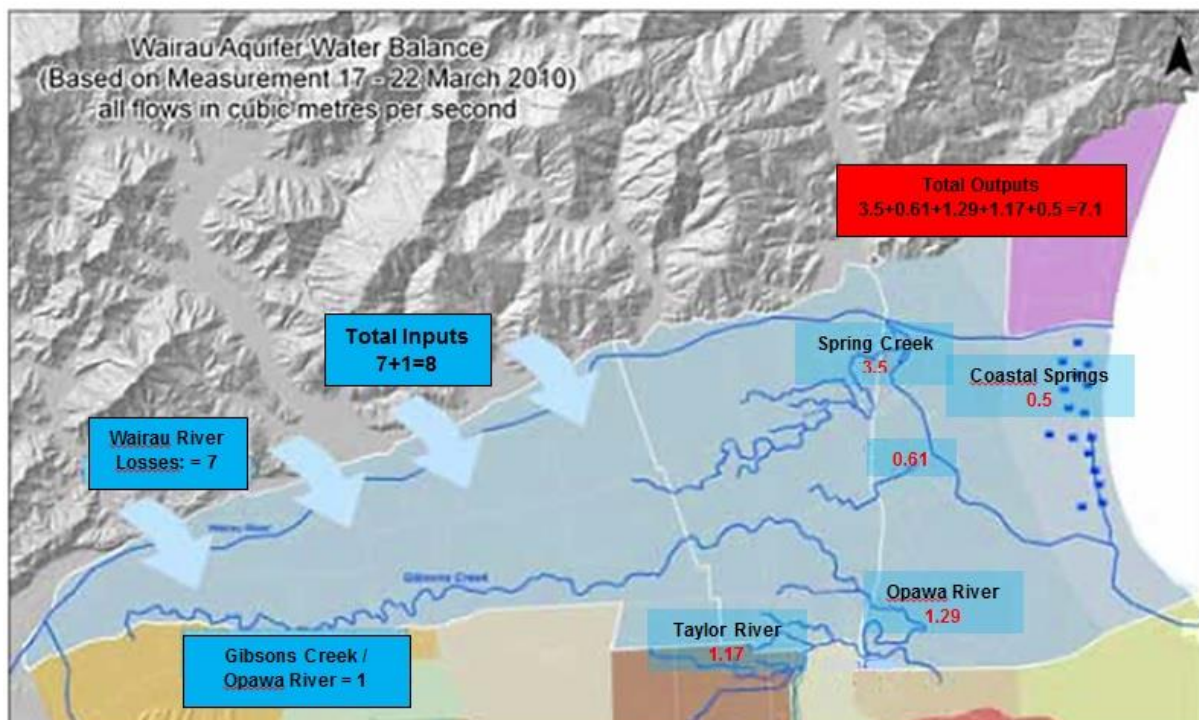 Wairau Aquifer Water Balance
(Based on Measurement 17 - 22 March 2010)
all flows in cubic metres per second
Total Outputs
3.5+0.61+1.29+1.17+0.5 =7.1
Total Inputs
7+1=8
Spring Creek
3.5
Coastal Springs
0.5
Wairau River
Losses: = 7
0.61
Wairau River
Gibsons Creek
Opawa River
1.29
Taylor River
1.17
Gibsons Creek /
Opawa River = 1